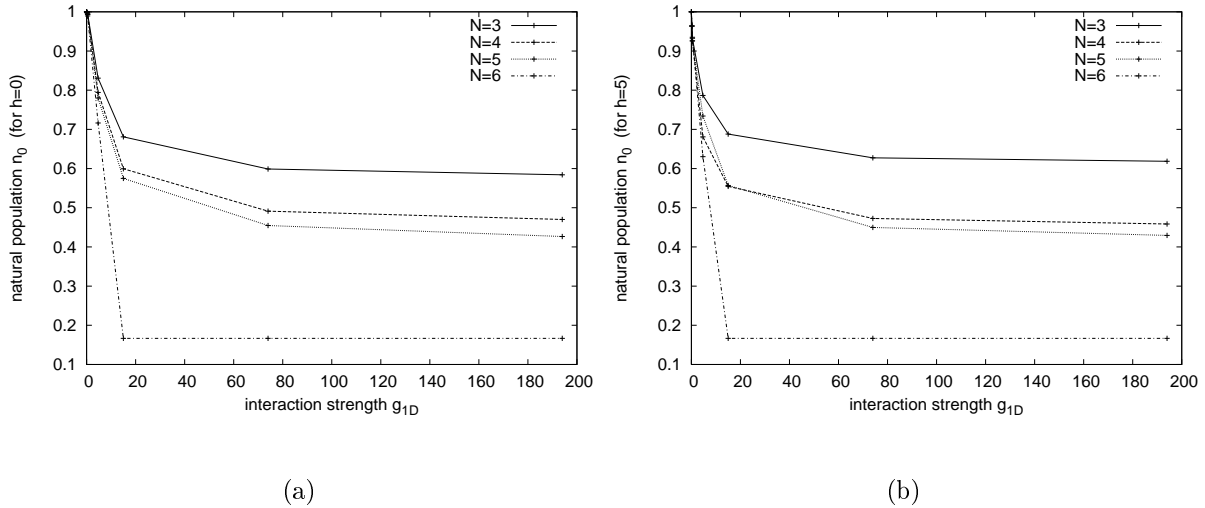 1
0.9
0.8
0.7
0.6
0.5
0.4
0.3
0.2
0.1
natural population n0 (for h=0)
N=3
N=4
N=5
N=6
0 20 40 60 80 100 120 140 160 180 200
interaction strength g1D
(a)
1
0.9
0.8
0.7
0.6
0.5
0.4
0.3
0.2
0.1
natural population n0 (for h=5)
N=3
N=4
N=5
N=6
0 20 40 60 80 100 120 140 160 180 200
interaction strength g1D
(b)